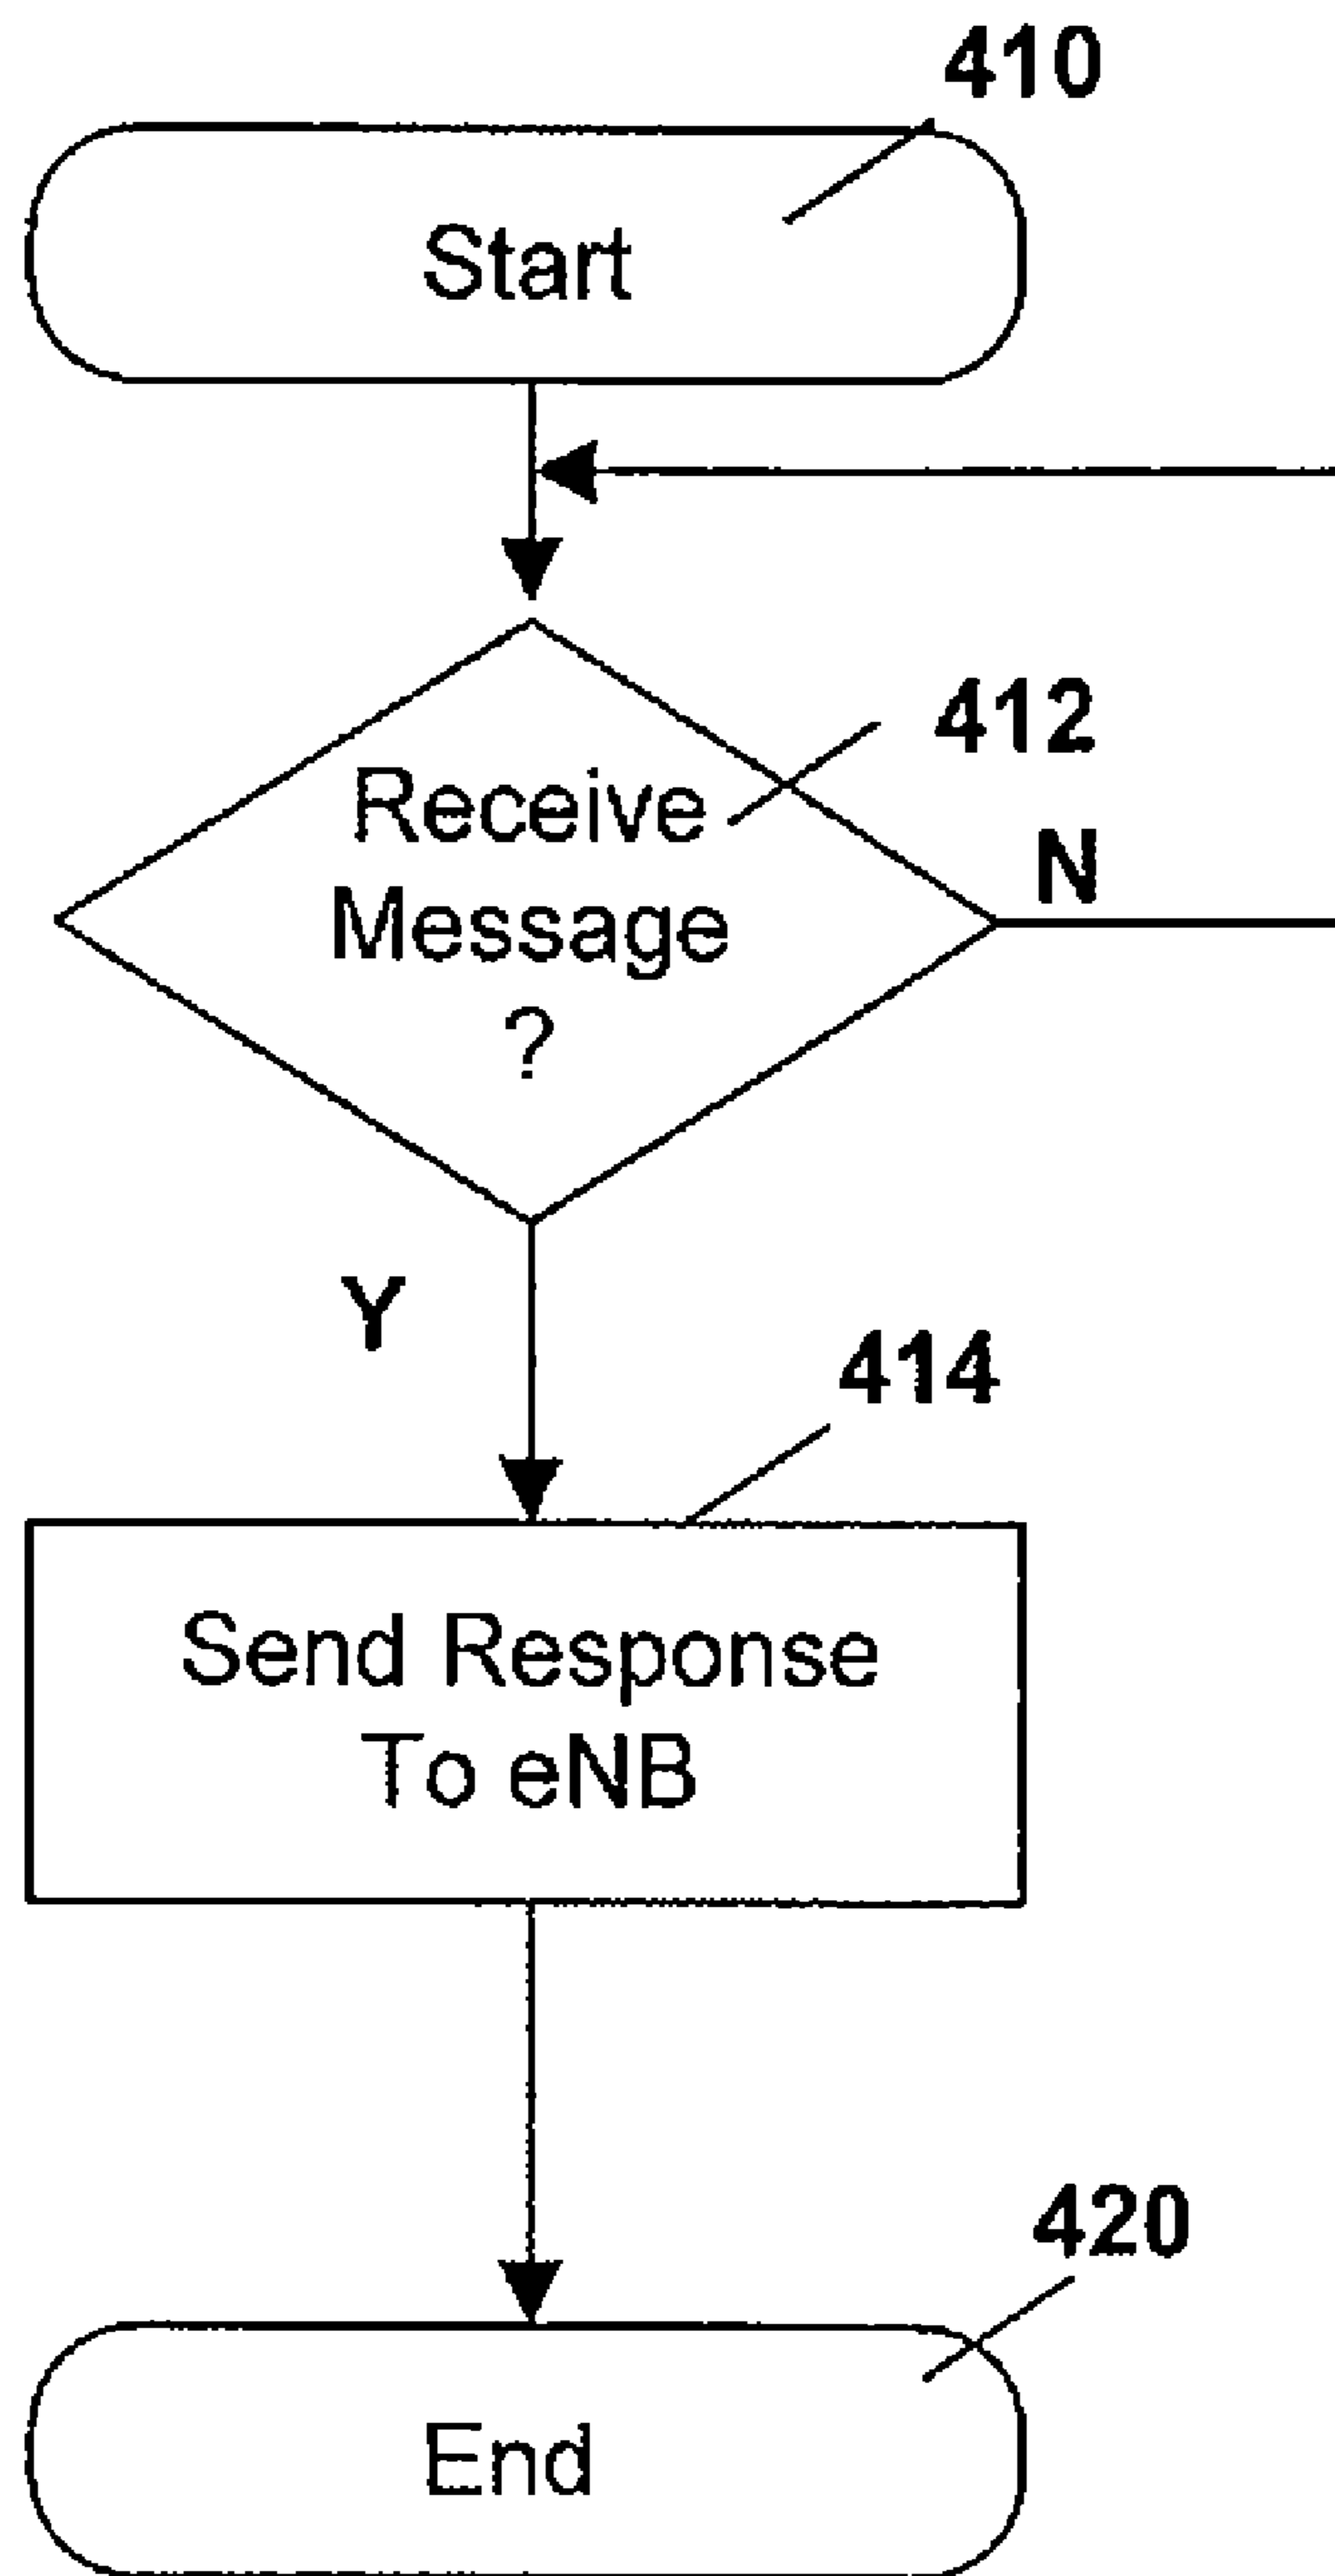 410
Start
412
Receive
Message
?
N
Y
414
Send Response
To eNB
420
End